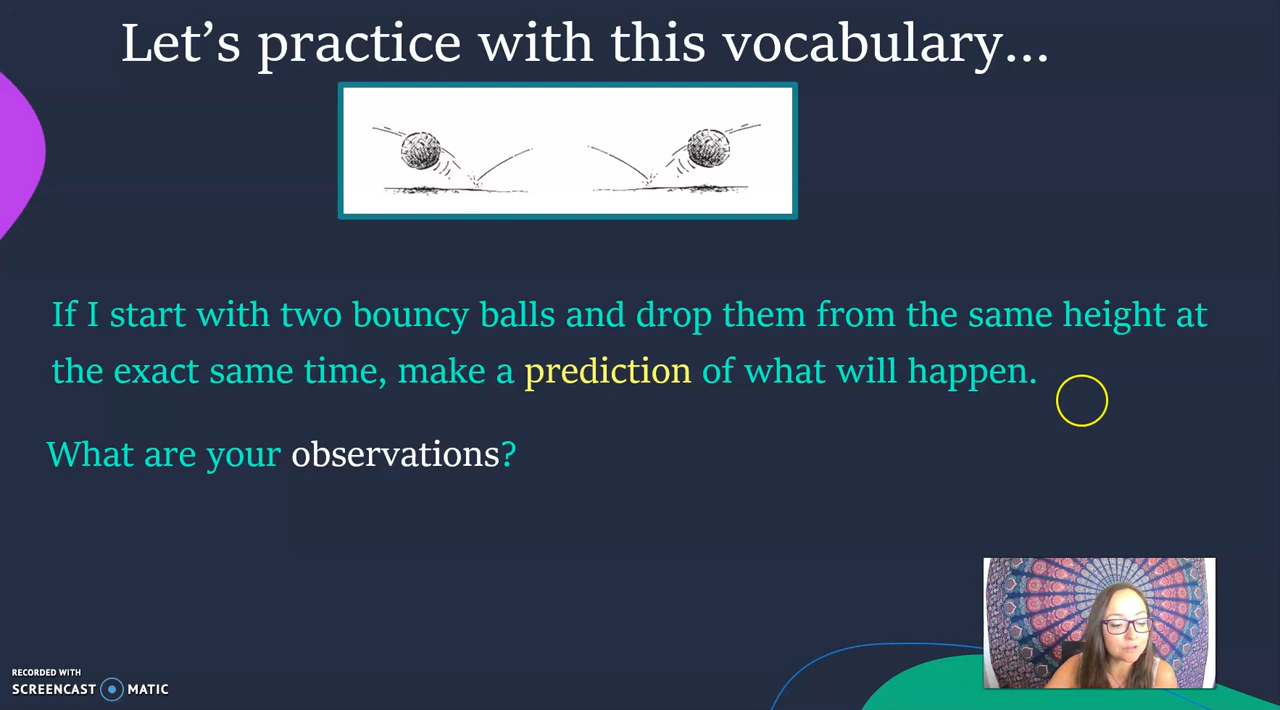 Let’s practice with this vocabulary...
If I start with two bouncy balls and drop them from the same height at
the exact same time, make a prediction of what will happen.
What are your observations?
RECORDED WITH
SCREENCAST MATIC